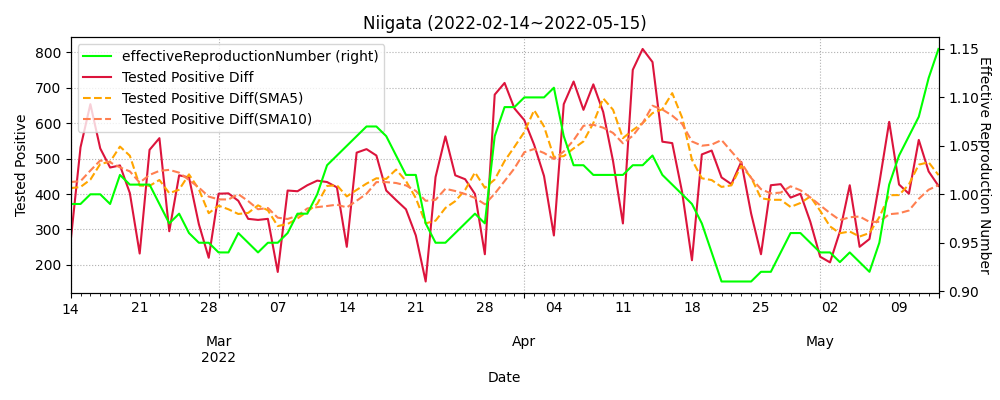 Niigata (2022-02-14~2022-05-15)
effectiveReproductionNumber (right)
Tested Positive Diff
Tested Positive Diff(SMA5)
Tested Positive Diff(SMA10)
Tested Positive
800
700
600
500
400
300
200
Effective Reproduction Number
1.15
1.10
1.05
1.00
0.95
0.90
14 21 28 07 14 21 28 04 11 18 25 02 09
Mar Apr May
2022
Date